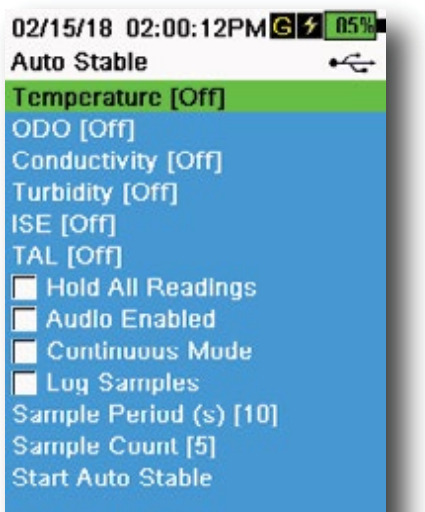 02/15/18 02:00:12PM G 85%
Auto Stable
Temperature [Off]
ODO [Off]
Conductivity [Off]
Turbidity [Off]
ISE [Off]
TAL [Off]
Hold All Readings
Audio Enabled
Continuous Mode
Log Samples
Sample Period (s) [10]
Sample Count [5]
Start Auto Stable